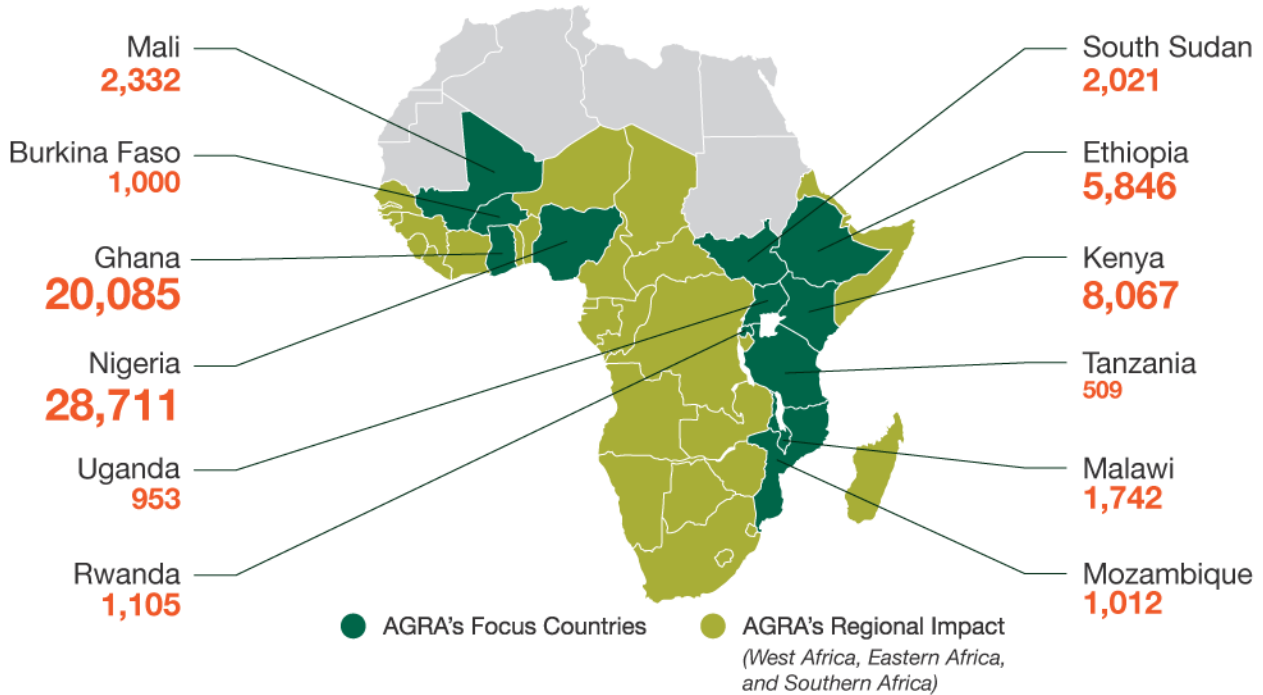 Mali
2,332
Burkina Faso
1,000
Ghana
20,085
Nigeria
28,711
Uganda
953
Rwanda
1,105
South Sudan
2,021
Ethiopia
5,846
Kenya
8,067
Tanzania
509
Malawi
1,742
Mozambique
1,012
AGRA's Focus Countries
AGRA's Regional Impact
(West Africa, Eastern Africa,
and Southern Africa)